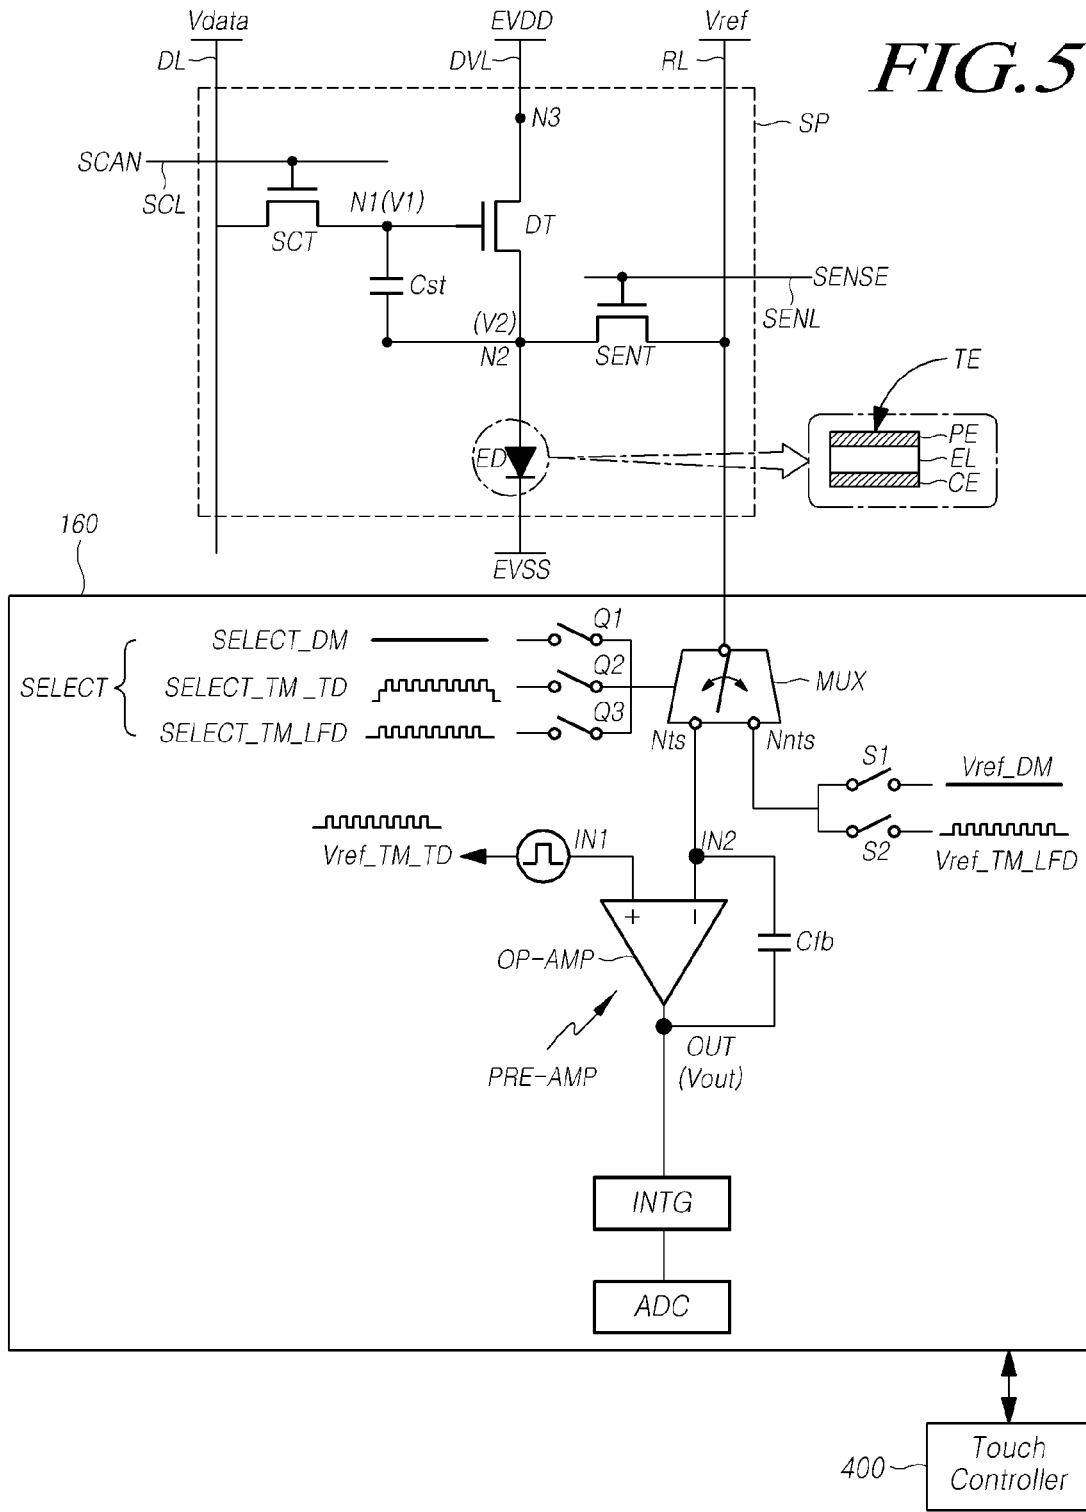 FIG.5
Vdata
EVDD
Vref
DL
DVL
RL
N3
SP
SCAN
SCL
N1(V1)
DT
SCT
Cst
SENSE
SENL
(V2)
N2
SENT
TE
PE
EL
CE
ED
160
EVSS
Q1
SELECT_DM
Q2
SELECT
SELECT_TM_TD
MUX
Q3
SELECT_TM_LFD
Nts
Nnts
S1
Vref_DM
IN1
IN2
S2
Vref_TM_TD
Vref_TM_LFD
+
−
Cfb
OP-AMP
OUT
(Vout)
PRE-AMP
INTG
ADC
400
Touch
Controller